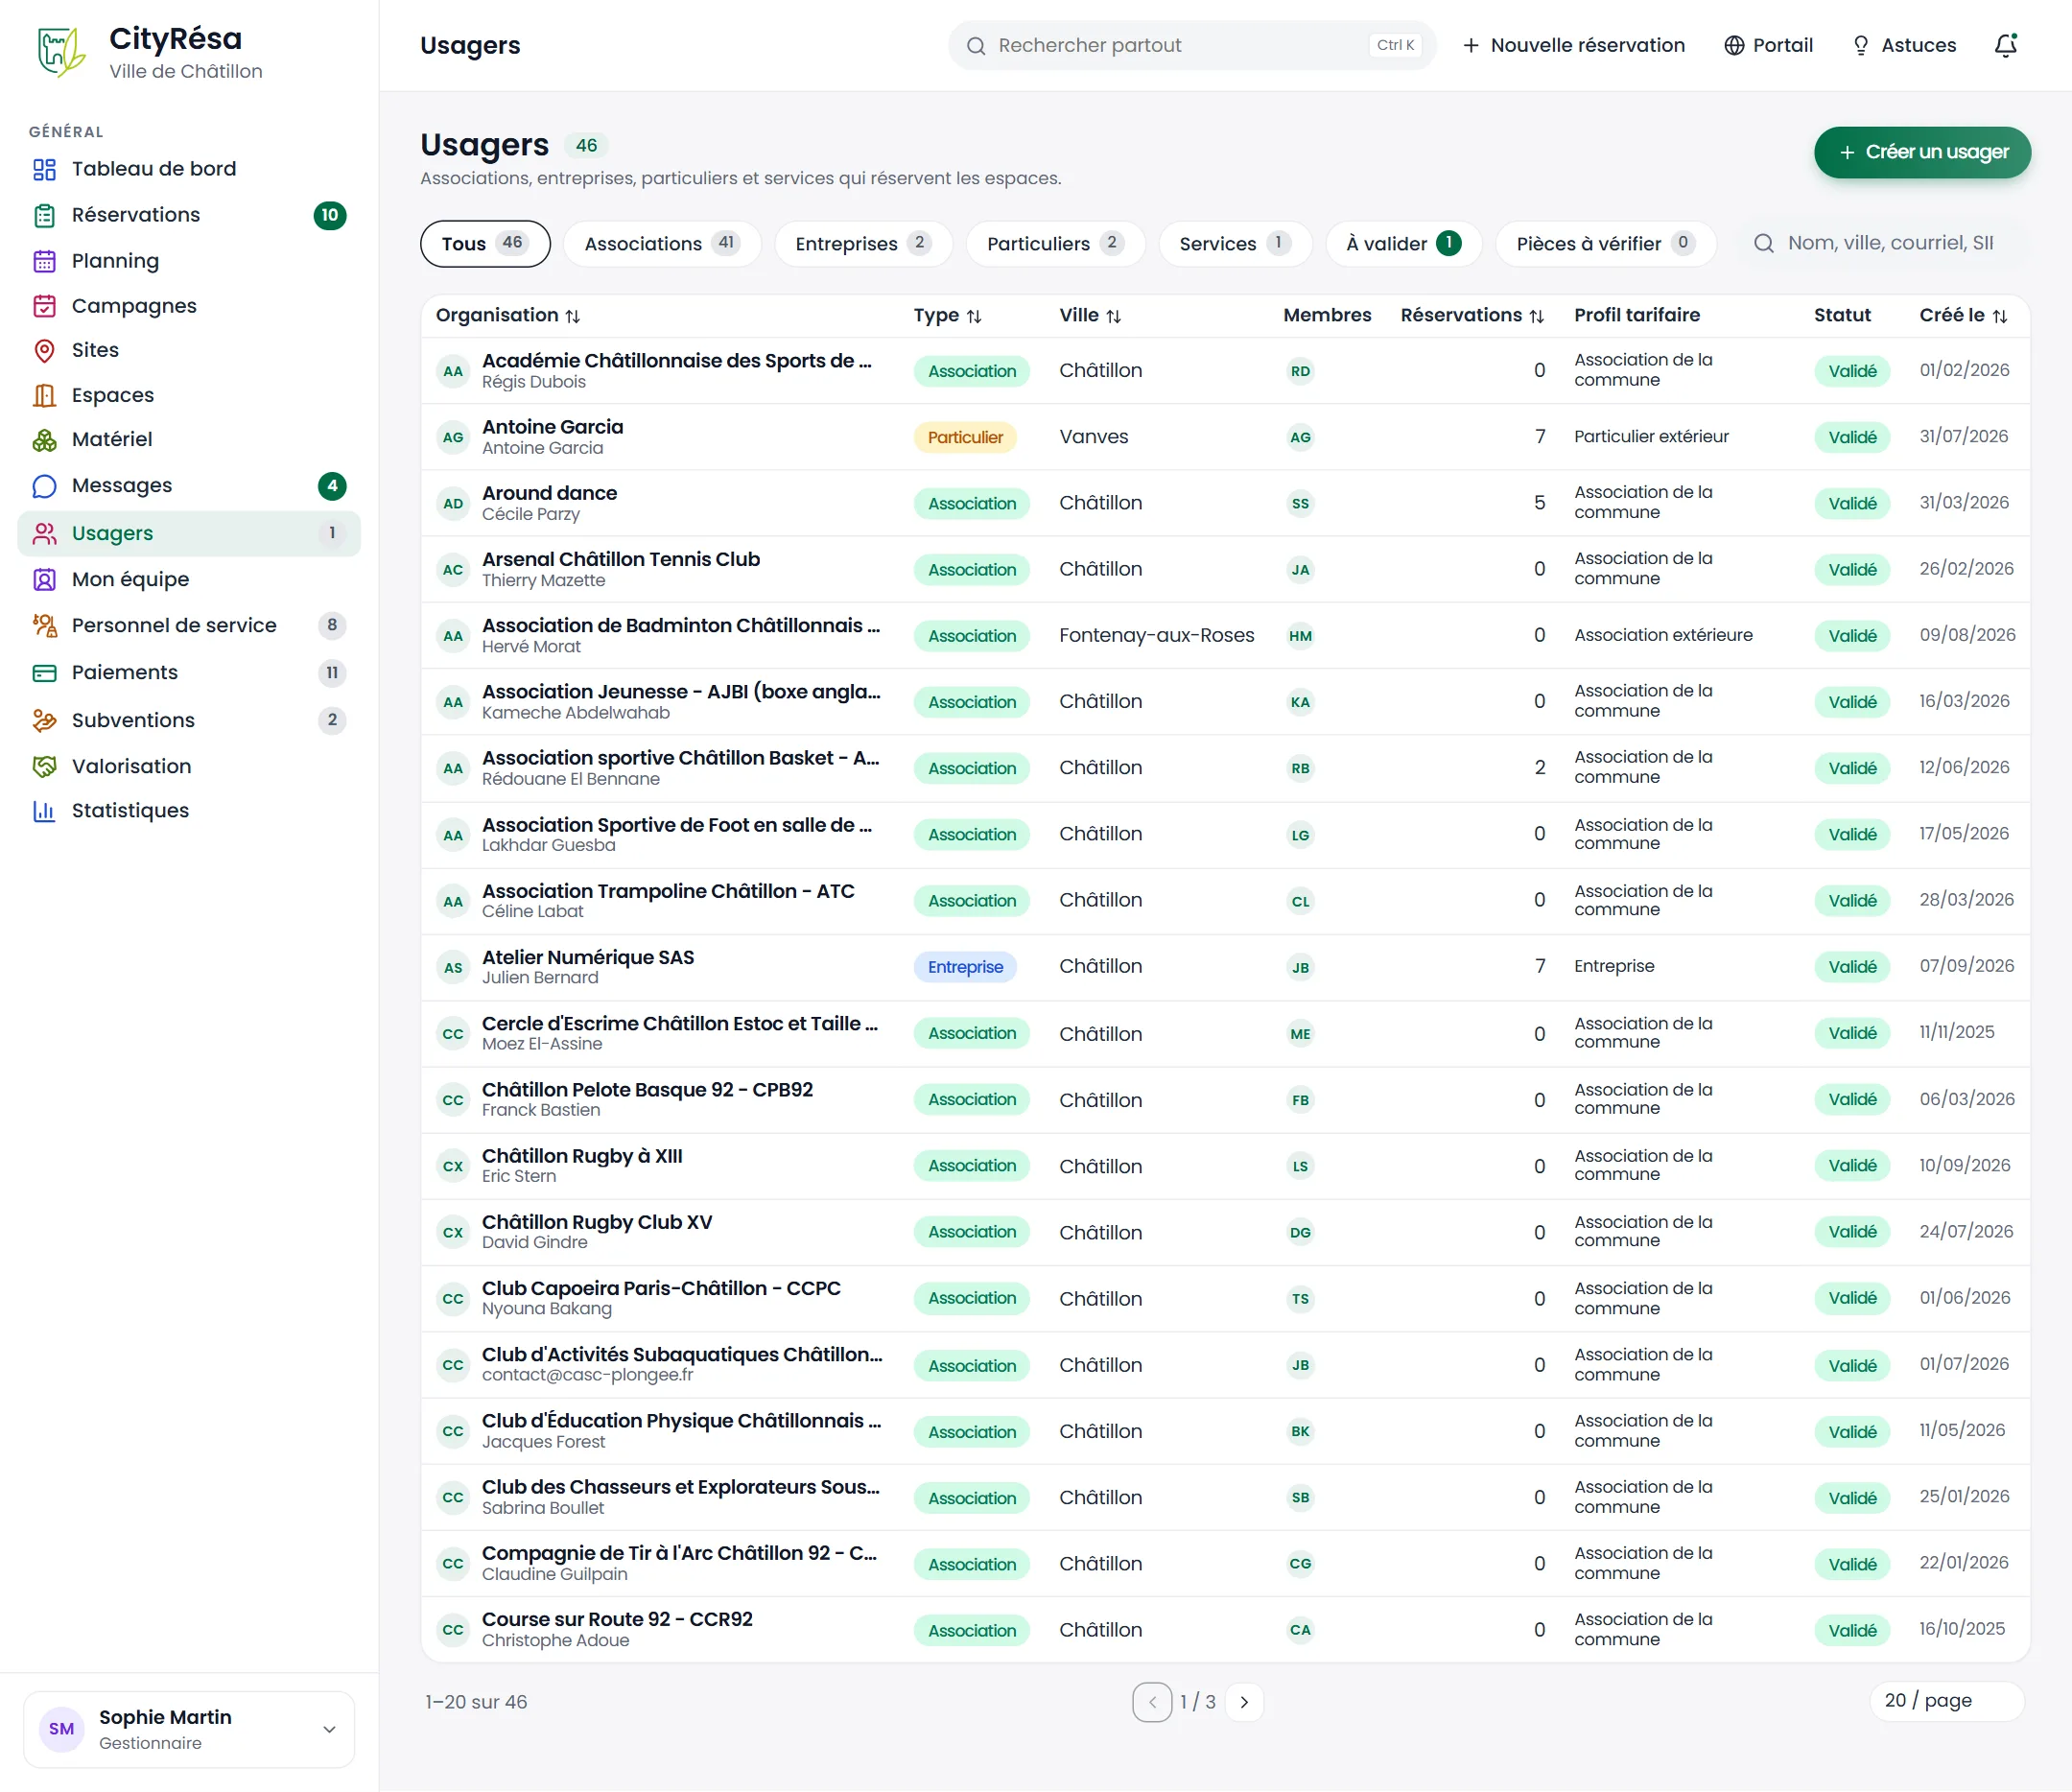 CityRésa
Ville de Châtillon
GÉNÉRAL
Tableau de bord
Réservations 10
Planning
Campagnes
Sites
Espaces
Matériel
Messages 4
Usagers 1
Mon équipe
Personnel de service 8
Paiements 11
Subventions 2
Valorisation
Statistiques
SM Sophie Martin
Gestionnaire
Usagers
Rechercher partout Ctrl K
Nouvelle réservation
Portail
Astuces
Usagers 46
Associations, entreprises, particuliers et services qui réservent les espaces.
+ Créer un usager
Tous 46 Associations 41 Entreprises 2 Particuliers 2 Services 1 À valider 1 Pièces à vérifier 0 Nom, ville, courriel, SII
Organisation Type Ville Membres Réservations Profil tarifaire Statut Créé le
AA Académie Châtillonnaise des Sports de ... Association Châtillon RD 0 Association de la commune Validé 01/02/2026
Régis Dubois
AG Antoine Garcia Particulier Vanves AG 7 Particulier extérieur Validé 31/07/2026
Antoine Garcia
AD Around dance Association Châtillon SS 5 Association de la commune Validé 31/03/2026
Cécile Parzy
AC Arsenal Châtillon Tennis Club Association Châtillon JA 0 Association de la commune Validé 26/02/2026
Thierry Mazette
AA Association de Badminton Châtillonnais ... Association Fontenay-aux-Roses HM 0 Association extérieure Validé 09/08/2026
Hervé Morat
AA Association Jeunesse - AJBI (boxe angla... Association Châtillon KA 0 Association de la commune Validé 16/03/2026
Kameche Abdelwahab
AA Association sportive Châtillon Basket - A... Association Châtillon RB 2 Association de la commune Validé 12/06/2026
Rédouane El Bennane
AA Association Sportive de Foot en salle de ... Association Châtillon LG 0 Association de la commune Validé 17/05/2026
Lakhdar Guesba
AA Association Trampoline Châtillon - ATC Association Châtillon CL 0 Association de la commune Validé 28/03/2026
Céline Labat
AS Atelier Numérique SAS Entreprise Châtillon JB 7 Entreprise Validé 07/09/2026
Julien Bernard
CC Cercle d'Escrime Châtillon Estoc et Taille ... Association Châtillon ME 0 Association de la commune Validé 11/11/2025
Moez El-Assine
CC Châtillon Pelote Basque 92 - CPB92 Association Châtillon FB 0 Association de la commune Validé 06/03/2026
Franck Bastien
CX Châtillon Rugby à XIII Association Châtillon LS 0 Association de la commune Validé 10/09/2026
Eric Stern
CX Châtillon Rugby Club XV Association Châtillon DG 0 Association de la commune Validé 24/07/2026
David Gindre
CC Club Capoeira Paris-Châtillon - CCPC Association Châtillon TS 0 Association de la commune Validé 01/06/2026
Nyouna Bakang
CC Club d'Activités Subaquatiques Châtillon... Association Châtillon JB 0 Association de la commune Validé 01/07/2026
contact@casc-plongee.fr
CC Club d'Éducation Physique Châtillonnais ... Association Châtillon BK 0 Association de la commune Validé 11/05/2026
Jacques Forest
CC Club des Chasseurs et Explorateurs Sous... Association Châtillon SB 0 Association de la commune Validé 25/01/2026
Sabrina Boullet
CC Compagnie de Tir à l'Arc Châtillon 92 - C... Association Châtillon CG 0 Association de la commune Validé 22/01/2026
Claudine Guilpain
CC Course sur Route 92 - CCR92 Association Châtillon CA 0 Association de la commune Validé 16/10/2025
Christophe Adoue
1–20 sur 46
1 / 3
20 / page